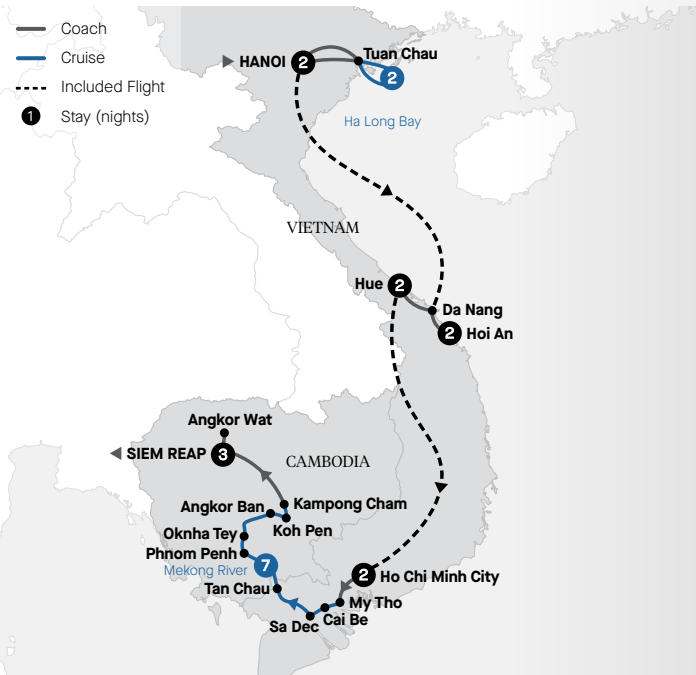 Coach
Cruise
Included Flight
1 Stay (nights)
HANOI 2
Tuan Chau
2
Ha Long Bay
VIETNAM
Hue 2
Da Nang
2 Hoi An
Angkor Wat
SIEM REAP 3
CAMBODIA
Angkor Ban
Kampong Cham
Koh Pen
Oknha Tey
Phnom Penh
Mekong River 7
2 Ho Chi Minh City
Tan Chau
My Tho
Cai Be
Sa Dec